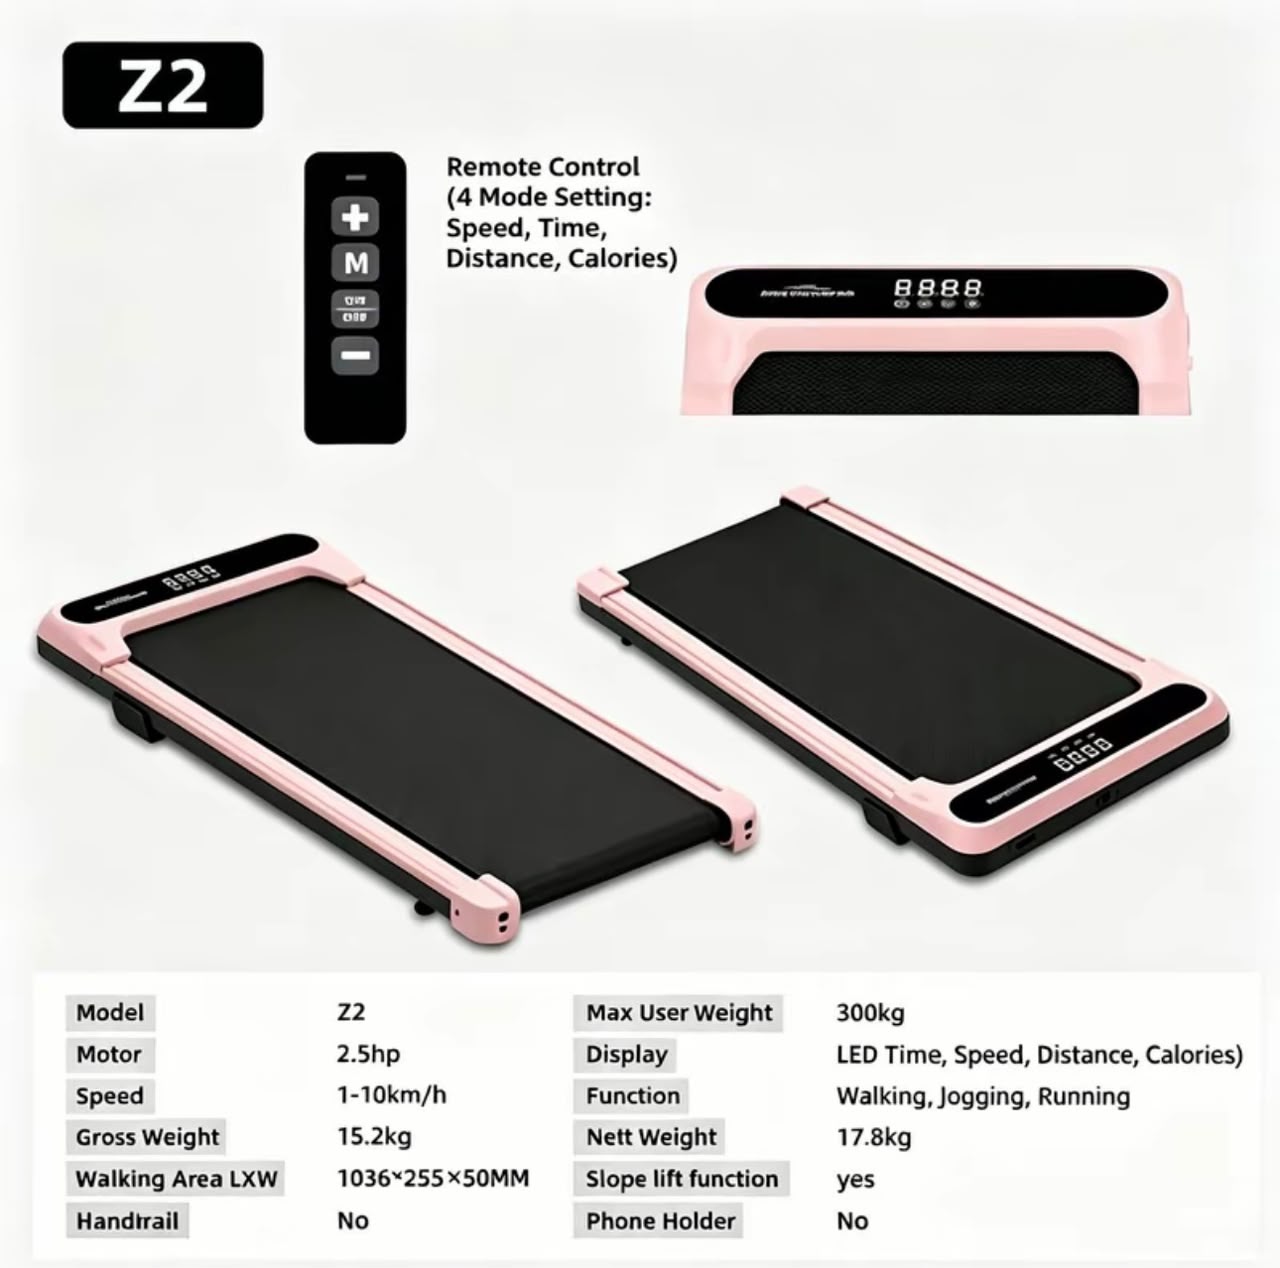 Z2
Remote Control
(4 Mode Setting:
Speed, Time,
Distance, Calories)
M
8888
Model Z2
Motor 2.5hp
Speed 1-10km/h
Gross Weight 15.2kg
Walking Area LXW 1036*255×50MM
Handtrail No
Max User Weight 300kg
Display LED Time, Speed, Distance, Calories)
Function Walking, Jogging, Running
Nett Weight 17.8kg
Slope lift function yes
Phone Holder No